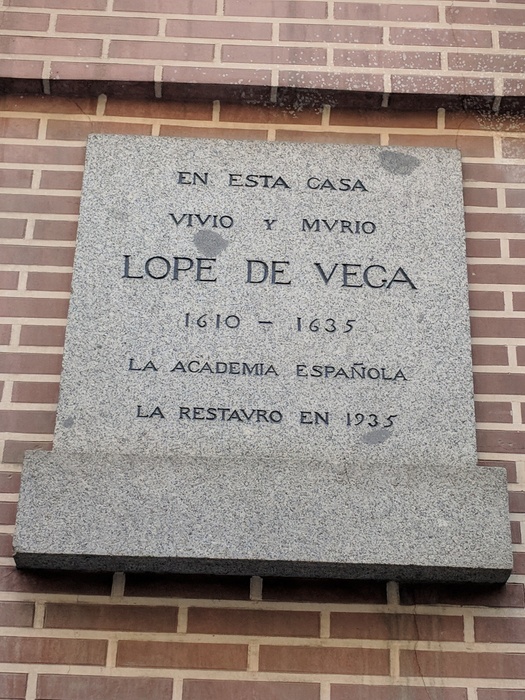 EN ESTA CASA
VIVIO Y MVRIO
LOPE DE VEGA
1610 – 1635
LA ACADEMIA ESPAÑOLA
LA RESTAVRO EN 1935